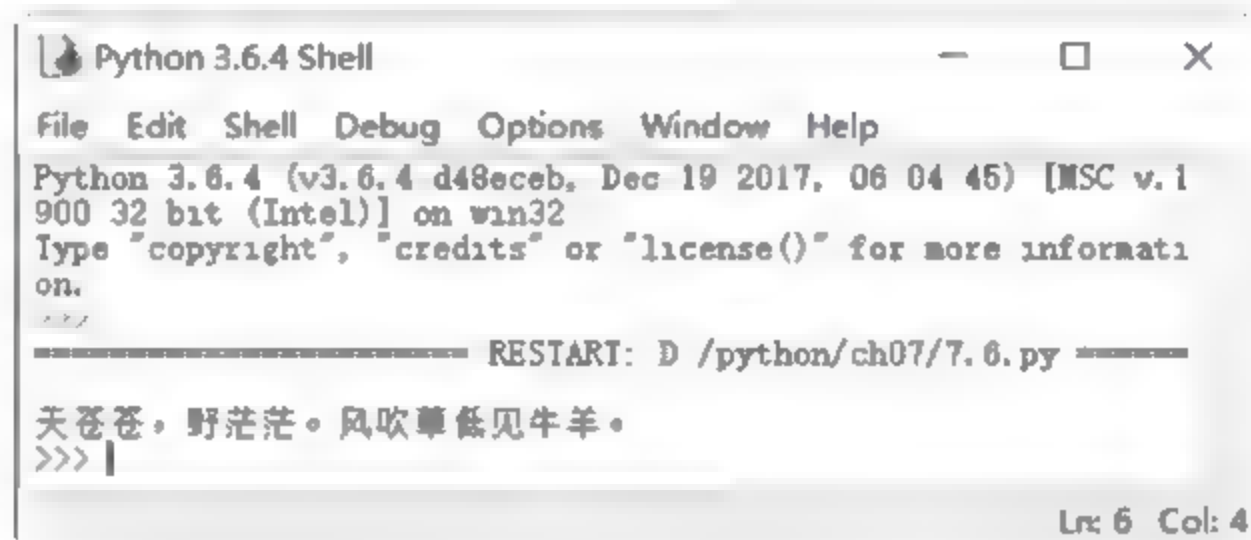 Python 3.6.4 Shell
File Edit Shell Debug Options Window Help
Python 3.6.4 (v3.6.4 d48eceb, Dec 19 2017, 06 04 45) [MSC v.1
900 32 bit (Intel)] on win32
Type "copyright", "credits" or "license()" for more informati
on.
>>>
RESTART: D /python/ch07/7.6.py
天苍苍，野茫茫。风吹草低见牛羊。
>>>
Ln: 6 Col: 4